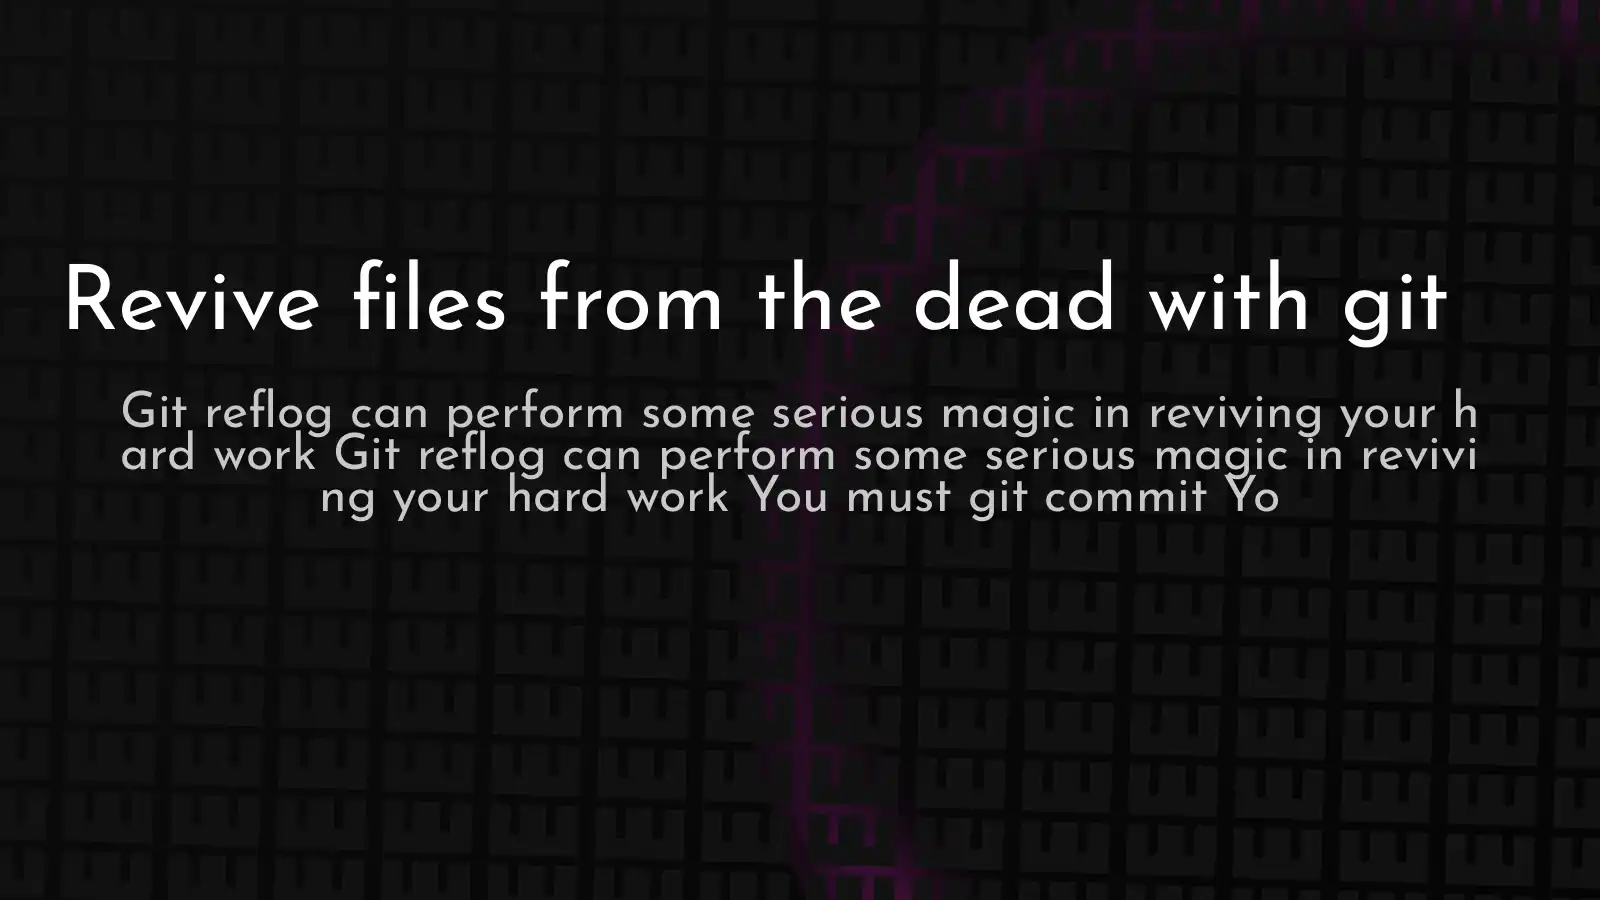 Revive files from the dead with git
Git reflog can perform some serious magic in reviving your h
ard work Git reflog can perform some serious magic in revivi
ng your hard work You must git commit Yo